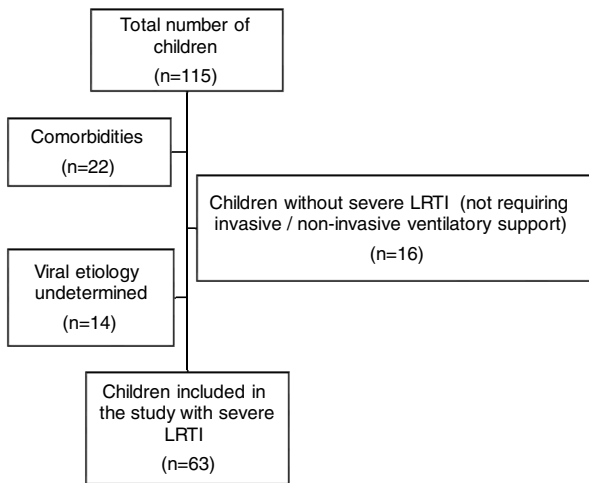 Total number of
children
(n=115)
Comorbidities
(n=22)
Children without severe LRTI (not requiring
invasive / non-invasive ventilatory support)
(n=16)
Viral etiology
undetermined
(n=14)
Children included in
the study with severe
LRTI
(n=63)